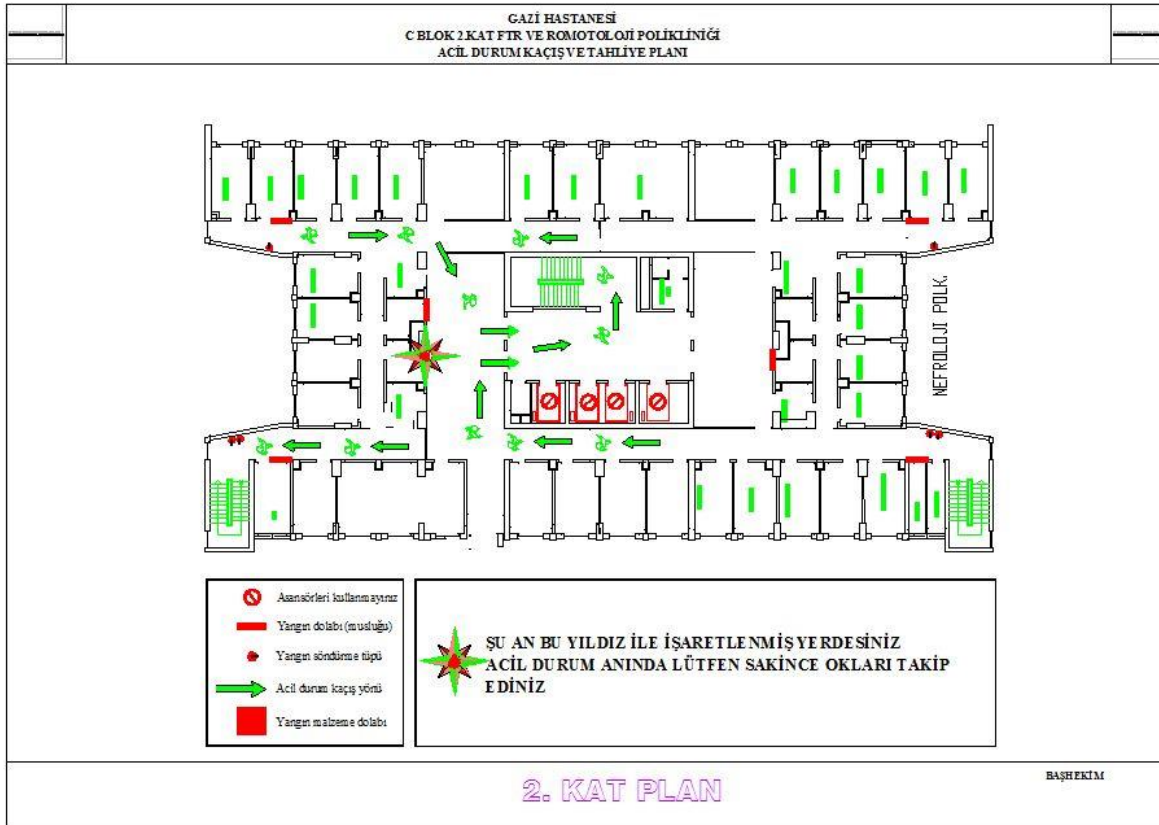 GAZİ HASTANESİ
C BLOK 2.KAT FTR VE ROMOTOLOJİ POLİKLİNİĞİ
ACİL DURUM KAÇIŞ VE TAHLİYE PLANI
NEFROLOJI POLK.
Asansörleri kullanmayınız
Yangın dolabı (musluğu)
Yangın söndürme tüpü
Acil durum kaçış yönü
Yangın malzeme dolabı
ŞU AN BU YILDIZ İLE İŞARETLENMİŞ YERDESİNİZ
ACİL DURUM ANINDA LÜTFEN SAKİNCE OKLARI TAKİP
EDİNİZ
2. KAT PLAN
BAŞHEKİM